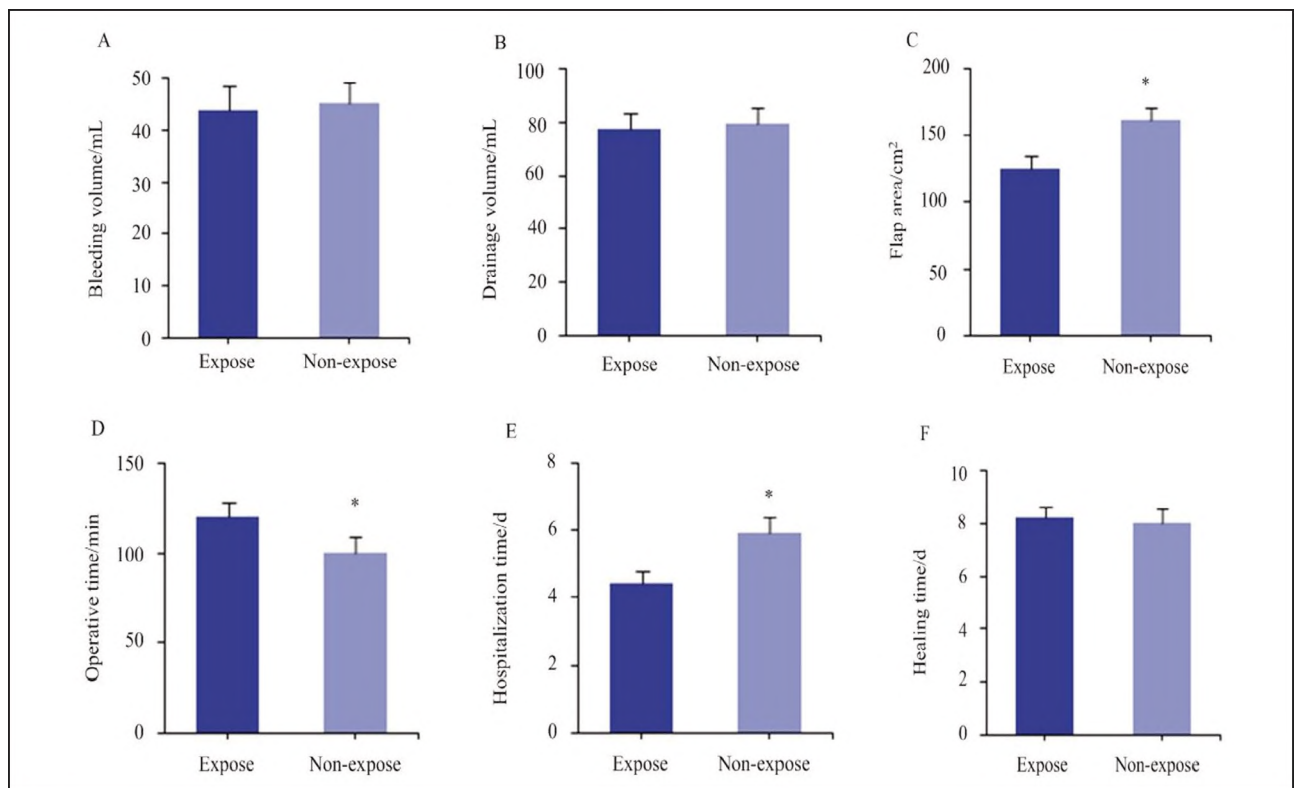 A
Bleeding volume/mL
50
40
30
20
10
0
Expose Non-expose
B
Drainage volume/mL
100
80
60
40
20
0
Expose Non-expose
C
Flap area/cm²
200
150
100
50
0
*
Expose Non-expose
D
Operative time/min
150
100
50
0
*
Expose Non-expose
E
Hospitalization time/d
8
6
4
2
0
*
Expose Non-expose
F
Healing time/d
10
8
6
4
2
0
Expose Non-expose